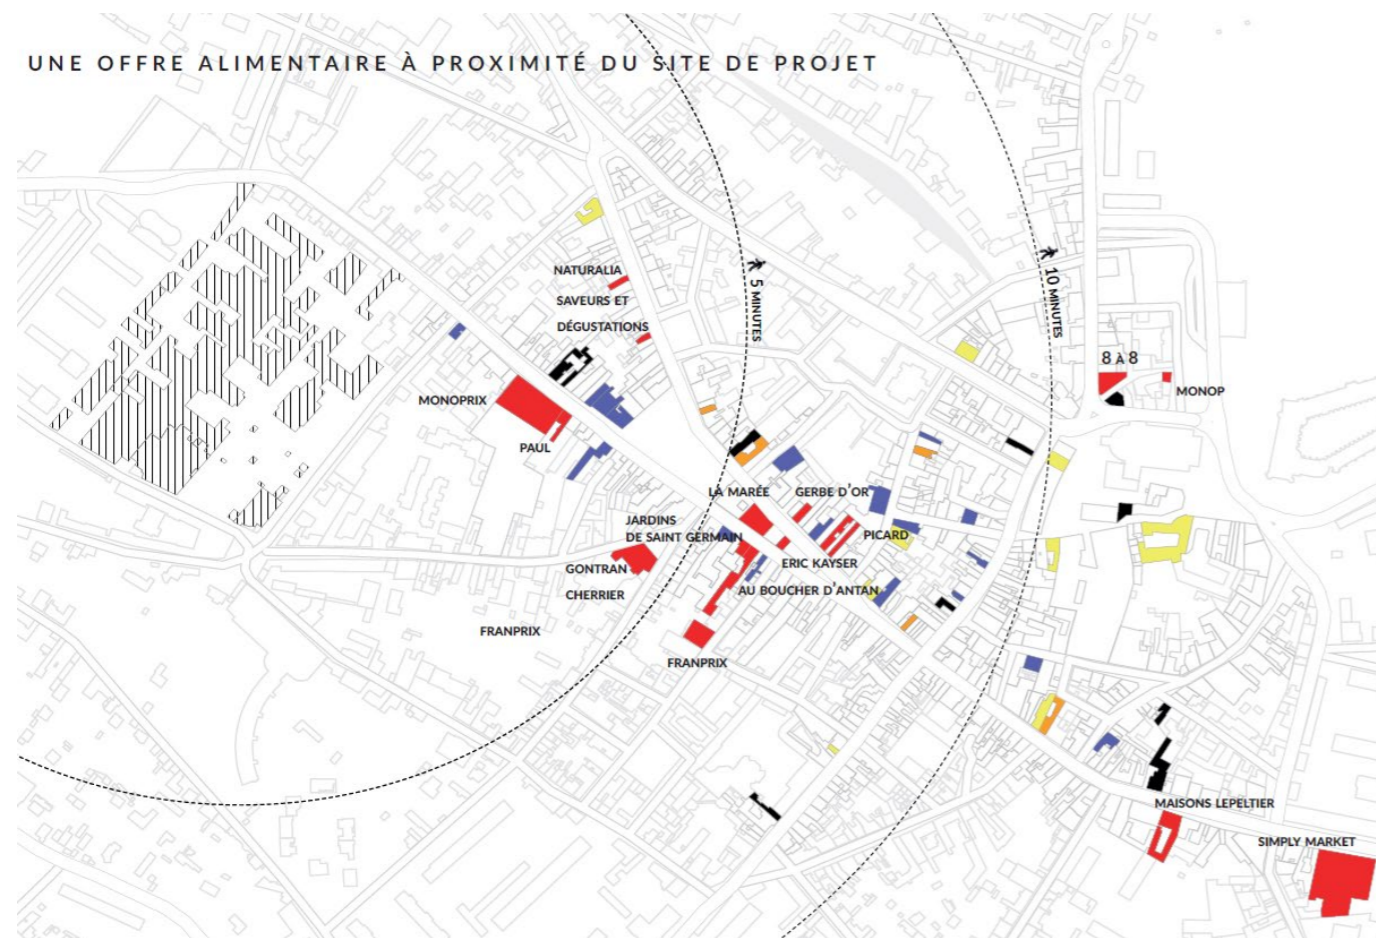 UNE OFFRE ALIMENTAIRE À PROXIMITÉ DU SITE DE PROJET
5 MINUTES
10 MINUTES
NATURALIA
SAVEURS ET
DÉGUSTATIONS
8 À 8
MONOP
MONOPRIX
PAUL
LA MARÉE
GERBE D'OR
JARDINS
DE SAINT GERMAIN
PICARD
GONTRAN
CHERRIER
ERIC KAYSER
AU BOUCHER D'ANTAN
FRANPRIX
FRANPRIX
MAISONS LEPELTIER
SIMPLY MARKET